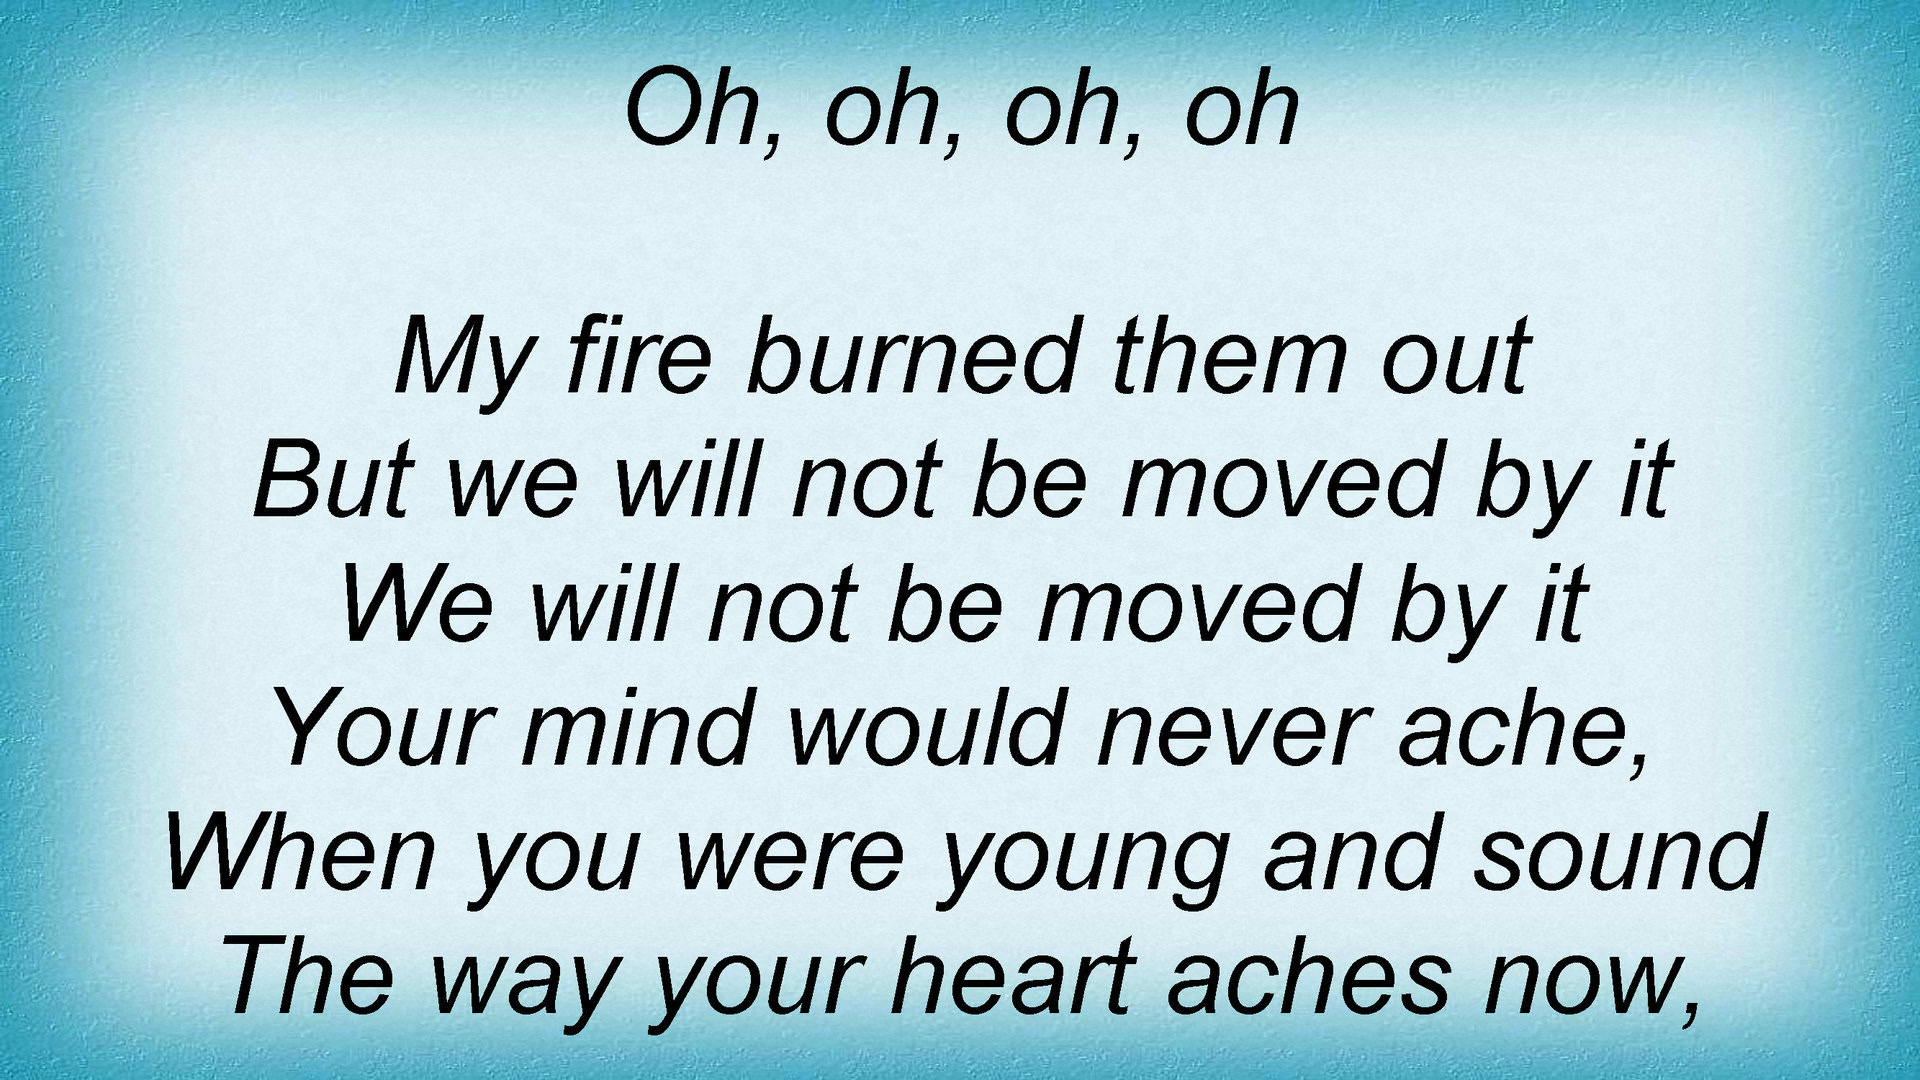 Oh, oh, oh, oh
My fire burned them out
But we will not be moved by it
We will not be moved by it
Your mind would never ache,
When you were young and sound
The way your heart aches now,